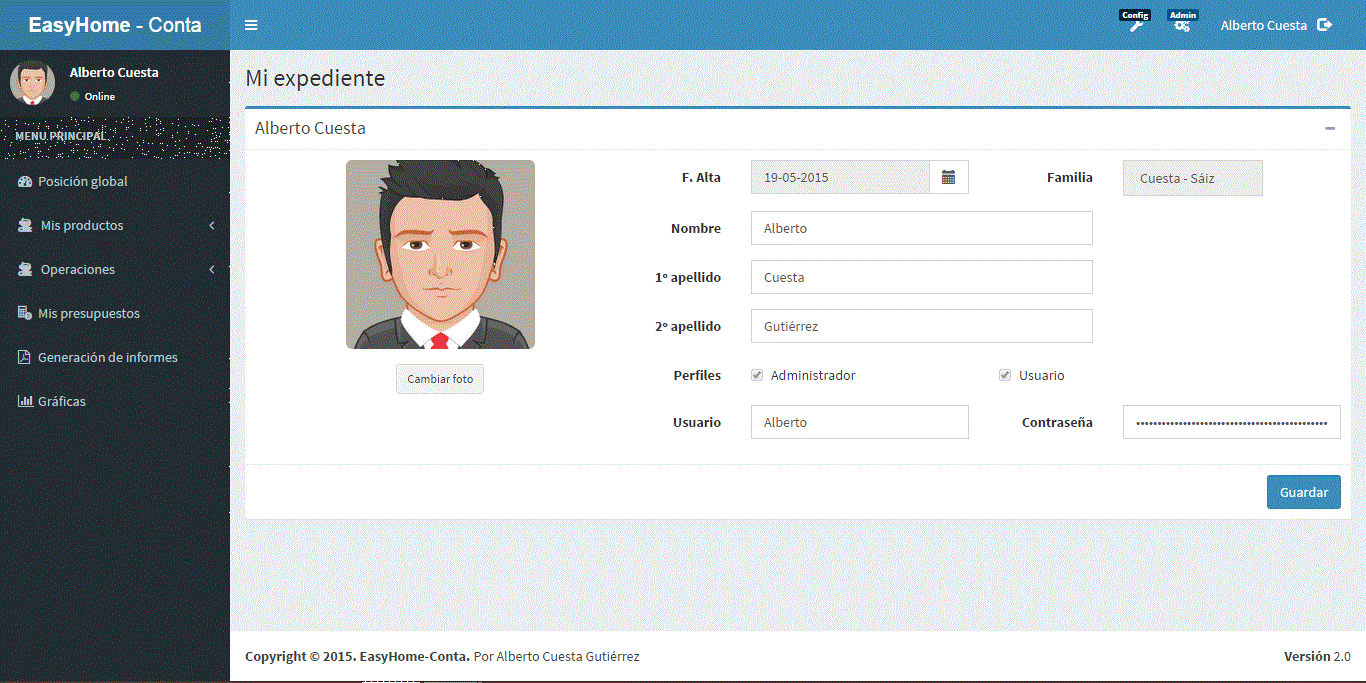 EasyHome - Conta
Config
Admin
Alberto Cuesta
Alberto Cuesta
Online
MENU PRINCIPAL
Posición global
Mis productos
Operaciones
Mis presupuestos
Generación de informes
Gráficas
Mi expediente
Alberto Cuesta
Cambiar foto
F. Alta 19-05-2015 Familia Cuesta - Sáiz
Nombre Alberto
1º apellido Cuesta
2º apellido Gutiérrez
Perfiles Administrador Usuario
Usuario Alberto Contraseña
Guardar
Copyright © 2015. EasyHome-Conta. Por Alberto Cuesta Gutiérrez
Versión 2.0